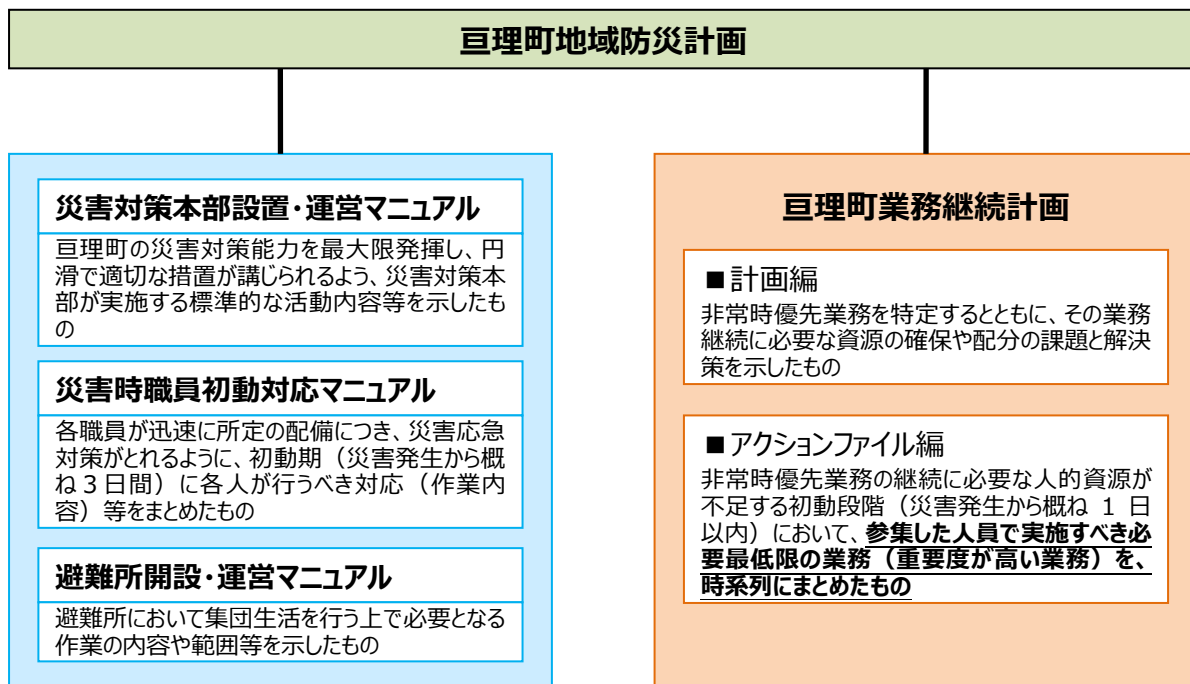 亘理町地域防災計画
災害対策本部設置・運営マニュアル
亘理町の災害対策能力を最大限発揮し、円
滑で適切な措置が講じられるよう、災害対策本
部が実施する標準的な活動内容等を示したも
の
災害時職員初動対応マニュアル
各職員が迅速に所定の配備につき、災害応急
対策がとれるように、初動期（災害発生から概
ね３日間）に各人が行うべき対応（作業内
容）等をまとめたもの
避難所開設・運営マニュアル
避難所において集団生活を行う上で必要となる
作業の内容や範囲等を示したもの
亘理町業務継続計画
■計画編
非常時優先業務を特定するとともに、その業務
継続に必要な資源の確保や配分の課題と解決
策を示したもの
■アクションファイル編
非常時優先業務の継続に必要な人的資源が
不足する初動段階（災害発生から概ね 1 日
以内）において、参集した人員で実施すべき必
要最低限の業務（重要度が高い業務）を、
時系列にまとめたもの